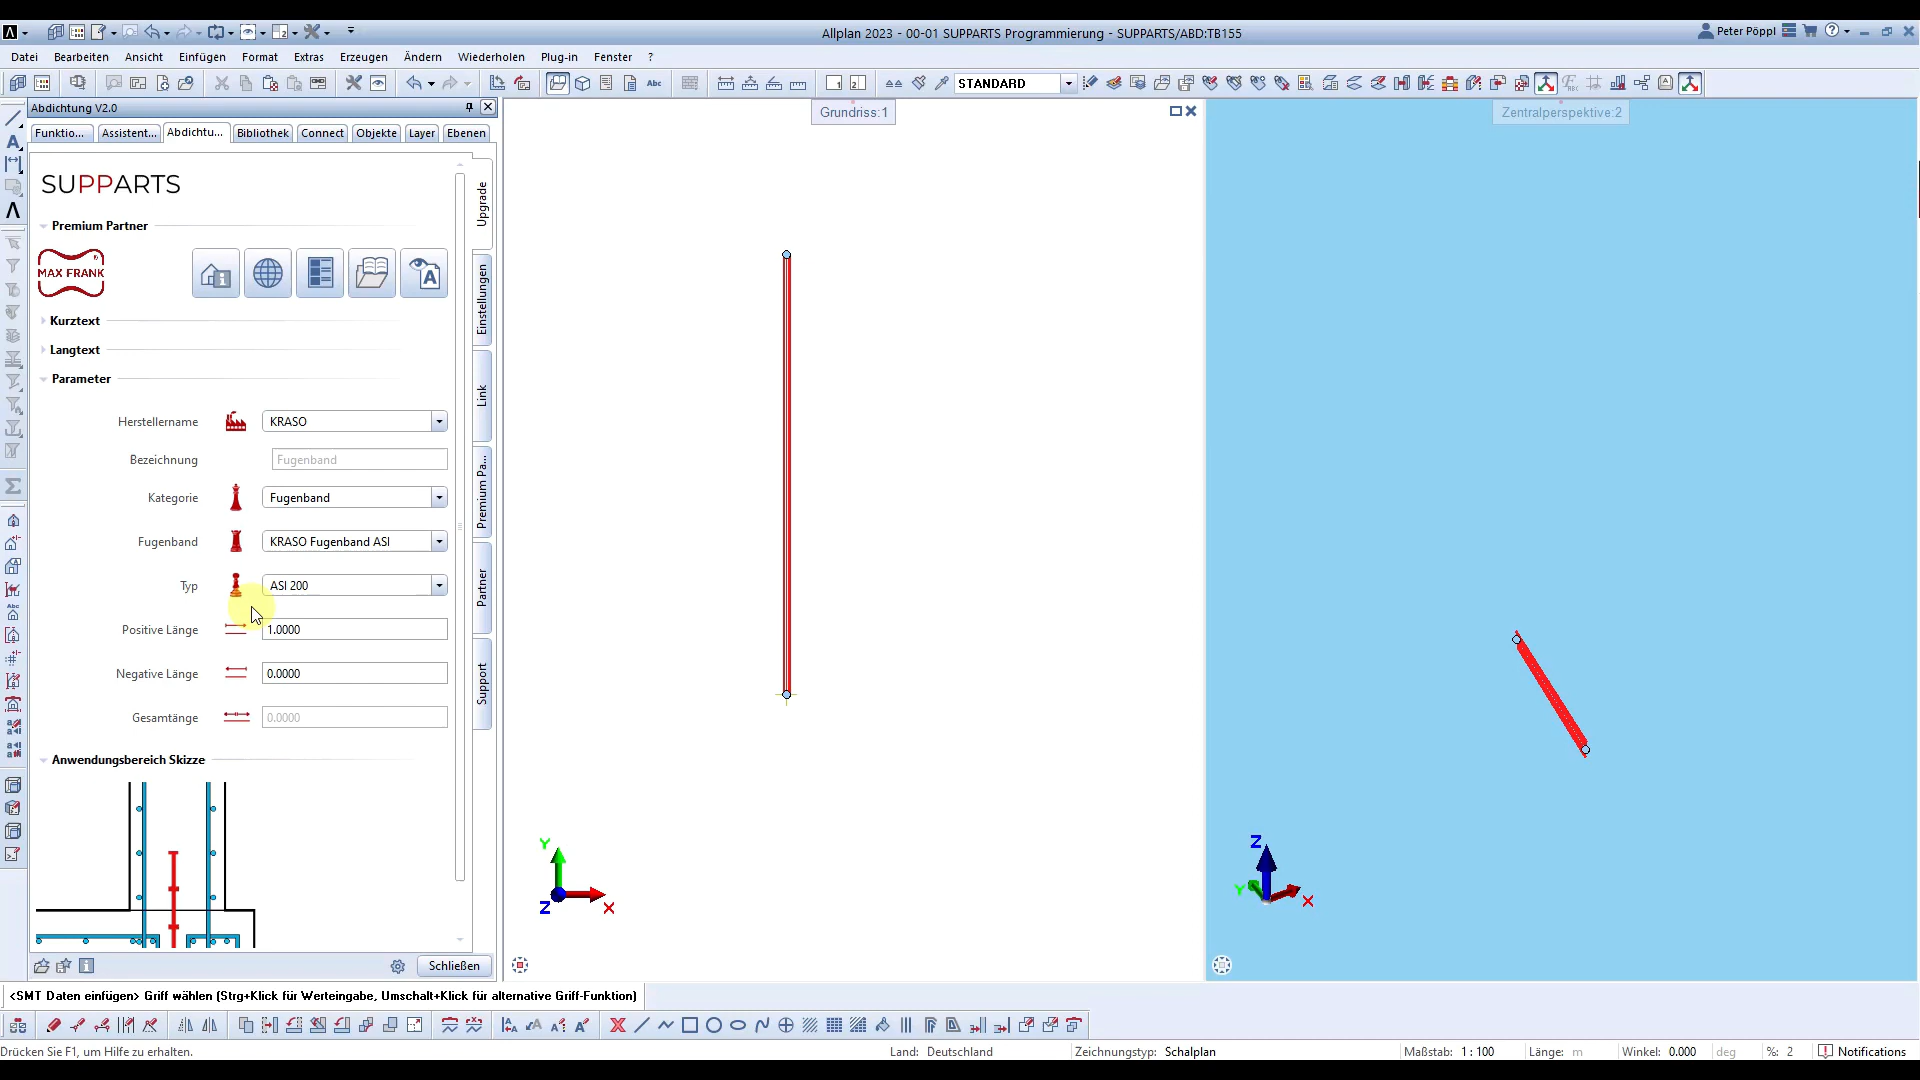 Allplan 2023 - 00-01 SUPPARTS Programmierung - SUPPARTS/ABD:TB155
Peter Pöppl
Datei Bearbeiten Ansicht Einfügen Format Extras Erzeugen Ändern Wiederholen Plug-in Fenster ?
STANDARD
Abdichtung V2.0
Funktio... Assistent... Abdichtu... Bibliothek Connect Objekte Layer Ebenen
Grundriss:1
Zentralperspektive:2
SUPPARTS
Premium Partner
MAX FRANK
Kurztext
Langtext
Parameter
Herstellername KRASO
Bezeichnung Fugenband
Kategorie Fugenband
Fugenband KRASO Fugenband ASI
Typ ASI 200
Positive Länge 1.0000
Negative Länge 0.0000
Gesamtänge 0.0000
Anwendungsbereich Skizze
Upgrade
Einstellungen
Link
Premium Pa...
Partner
Support
Y
Z
X
Z
Y
X
Schließen
<SMT Daten einfügen> Griff wählen (Strg+Klick für Werteingabe, Umschalt+Klick für alternative Griff-Funktion)
Drücken Sie F1, um Hilfe zu erhalten.
Land: Deutschland
Zeichnungstyp: Schalplan
Maßstab: 1 : 100
Länge: m
Winkel: 0.000 deg
%: 2
Notifications